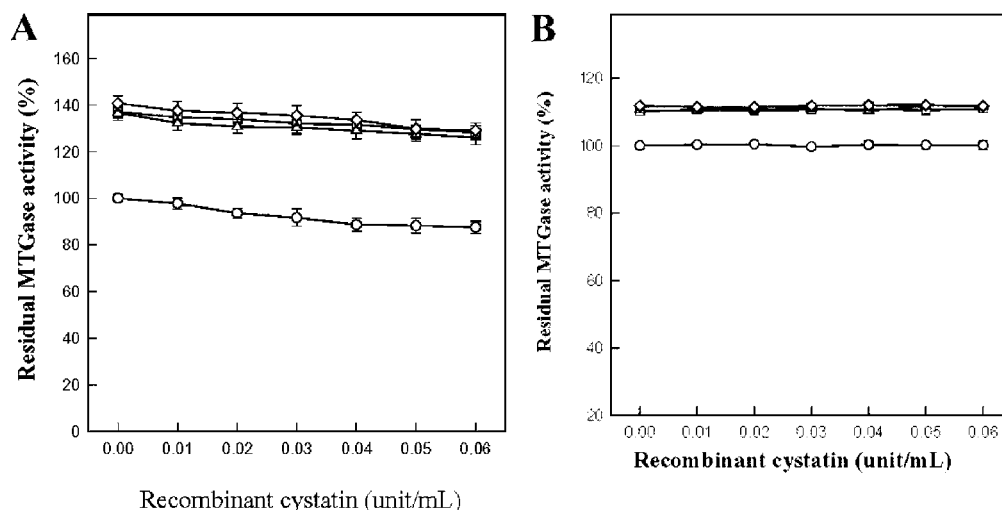 A
Residual MTGase activity (%)
160
140
120
100
80
60
40
20
0
0.00 0.01 0.02 0.03 0.04 0.05 0.06
Recombinant cystatin (unit/mL)
B
Residual MTGase activity (%)
120
100
80
60
40
20
0.00 0.01 0.02 0.03 0.04 0.05 0.06
Recombinant cystatin (unit/mL)